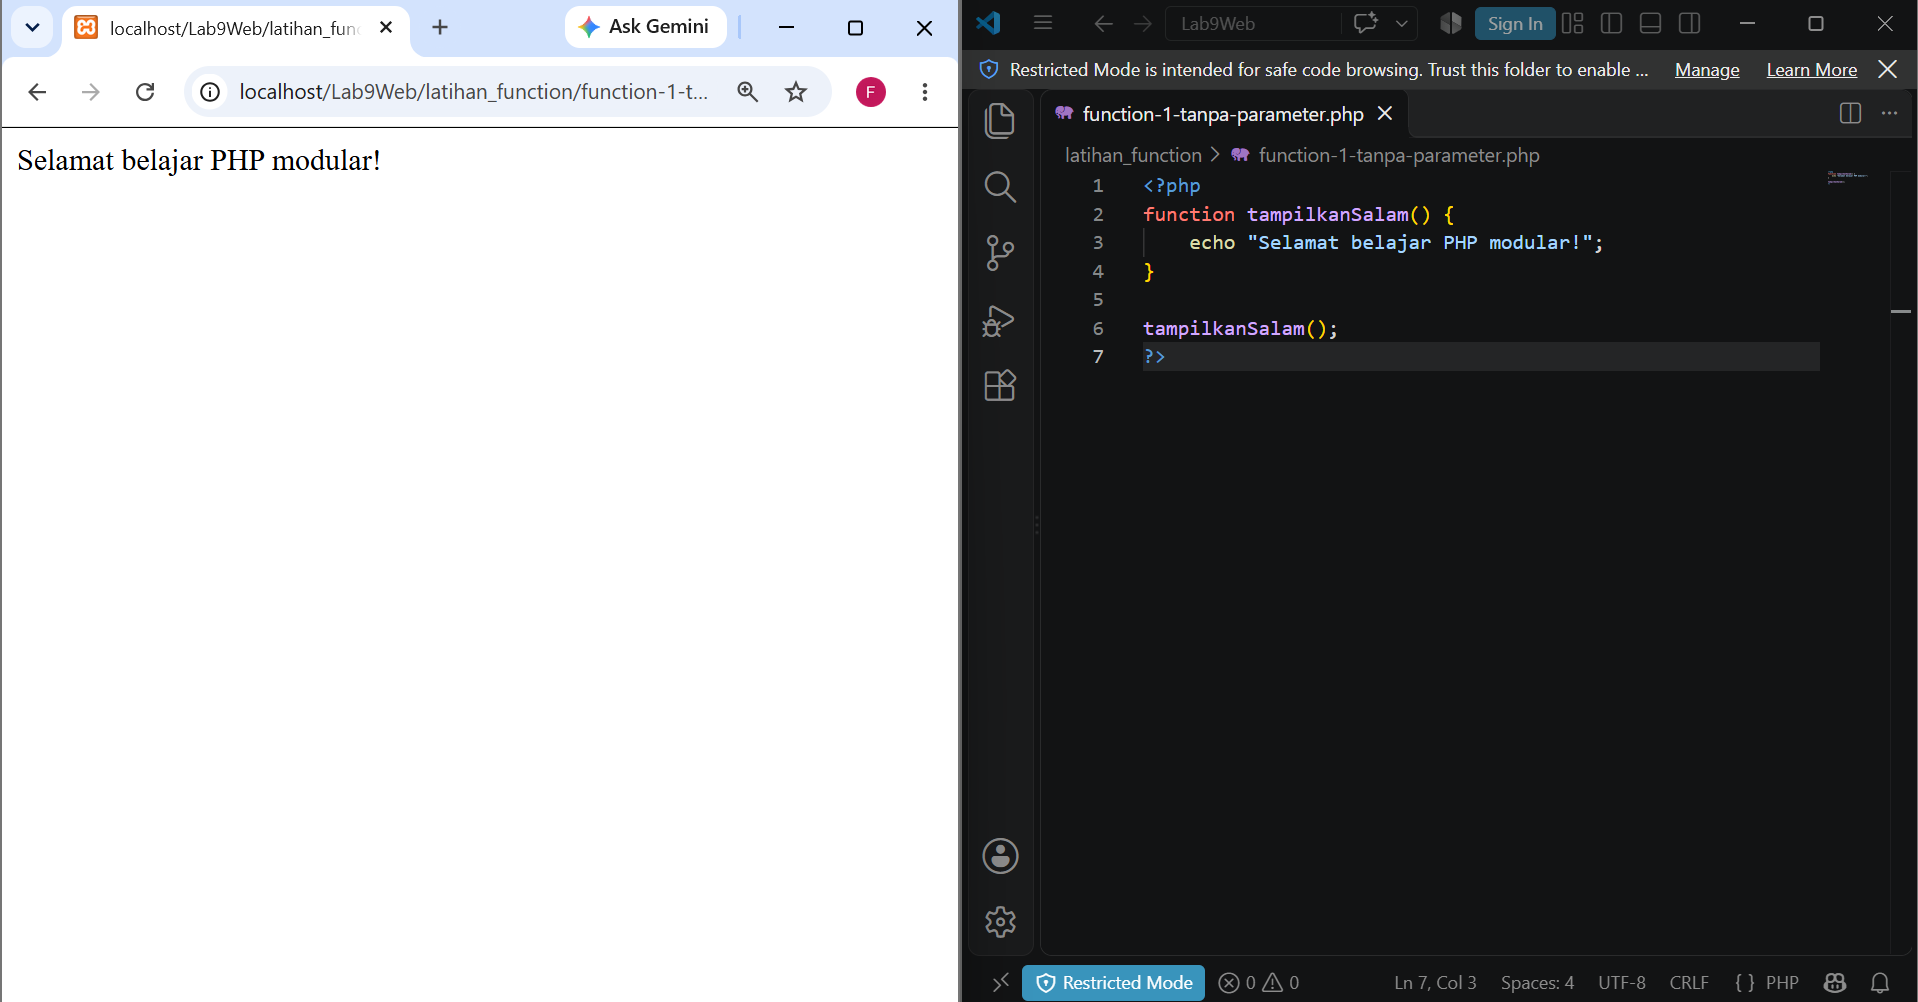 localhost/Lab9Web/latihan_fun
Ask Gemini
localhost/Lab9Web/latihan_function/function-1-t...
F
Selamat belajar PHP modular!
Lab9Web
Sign In
Restricted Mode is intended for safe code browsing. Trust this folder to enable ...
Manage
Learn More
function-1-tanpa-parameter.php
latihan_function > function-1-tanpa-parameter.php
1 <?php
2 function tampilkanSalam() {
3     echo "Selamat belajar PHP modular!";
4 }
5
6 tampilkanSalam();
7 ?>
Restricted Mode
0
0
Ln 7, Col 3
Spaces: 4
UTF-8
CRLF
{ } PHP